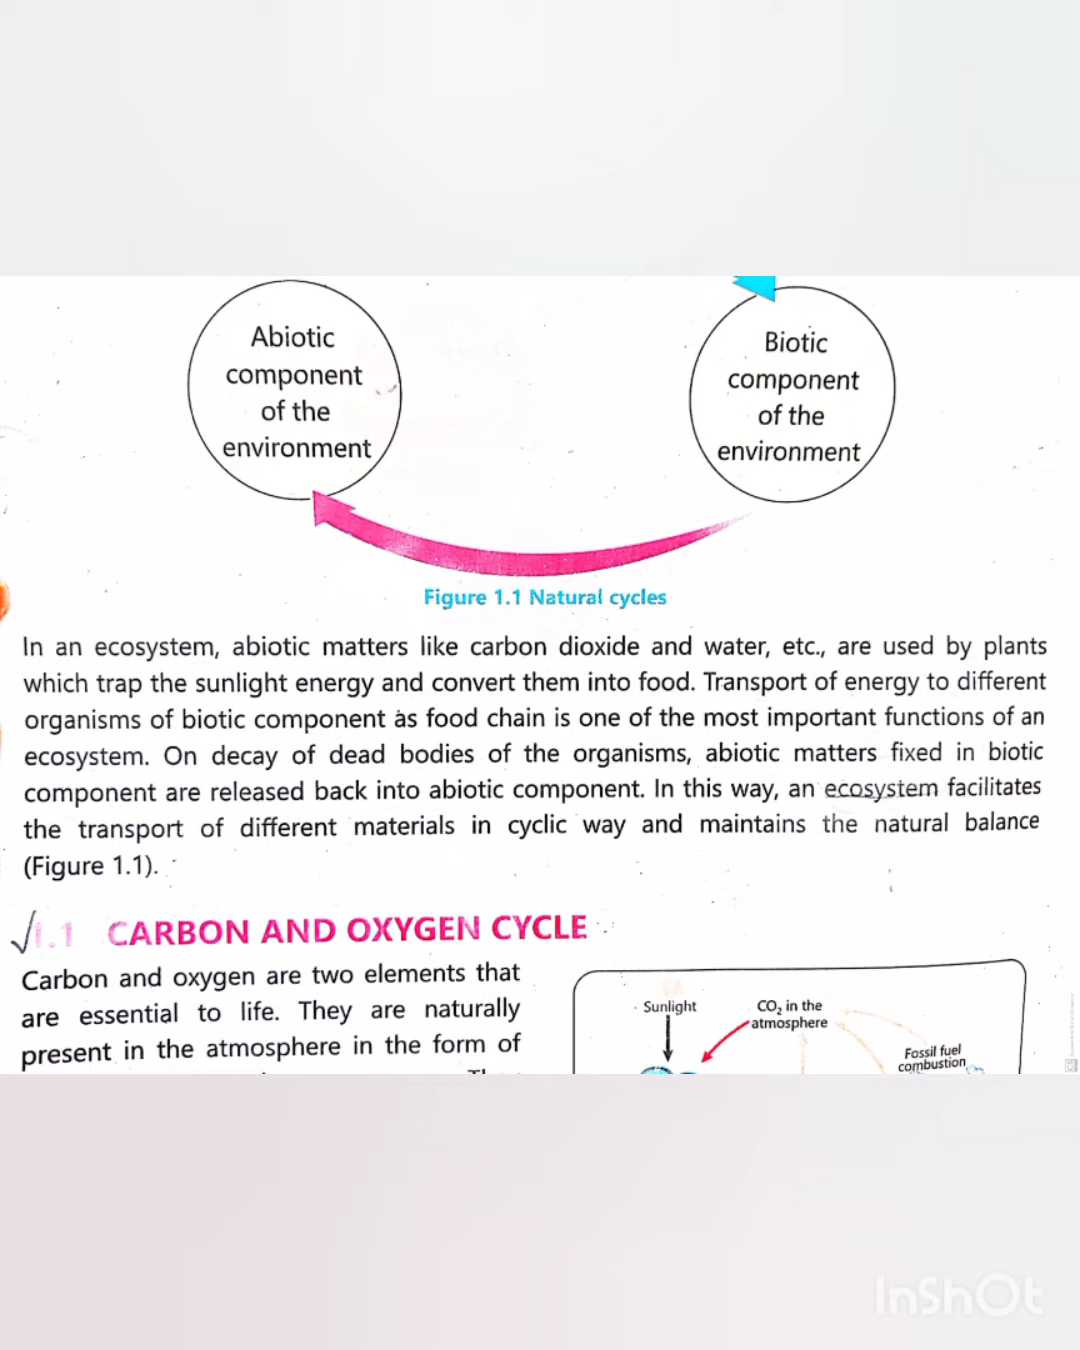 Abiotic
component
of the
environment
Biotic
component
of the
environment
Figure 1.1 Natural cycles
In an ecosystem, abiotic matters like carbon dioxide and water, etc., are used by plants
which trap the sunlight energy and convert them into food. Transport of energy to different
organisms of biotic component as food chain is one of the most important functions of an
ecosystem. On decay of dead bodies of the organisms, abiotic matters fixed in biotic
component are released back into abiotic component. In this way, an ecosystem facilitates
the transport of different materials in cyclic way and maintains the natural balance
(Figure 1.1).
1.1 CARBON AND OXYGEN CYCLE
Carbon and oxygen are two elements that
are essential to life. They are naturally
present in the atmosphere in the form of
Sunlight
CO₂ in the
atmosphere
Fossil fuel
combustion
InShOt